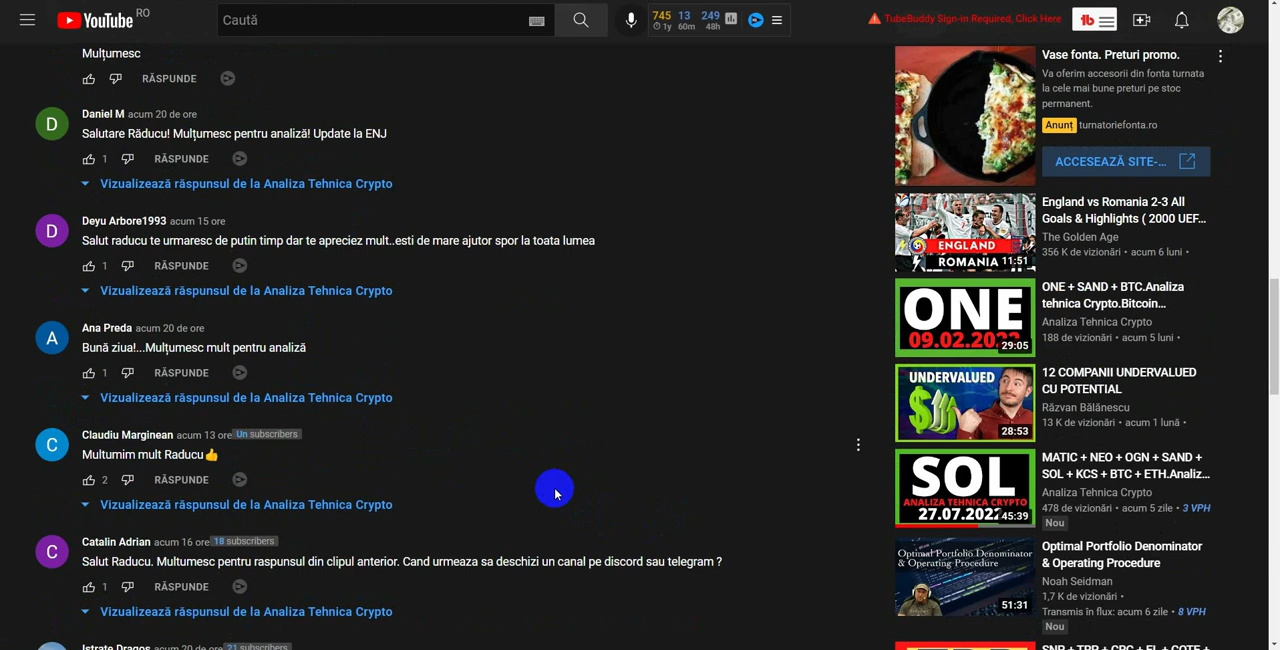 YouTube RO
Caută
745 13 249
1y 60m 48h
TubeBuddy Sign-in Required, Click Here
tb
Mulțumesc
RĂSPUNDE
D
Daniel M acum 20 de ore
Salutare Răducu! Mulțumesc pentru analiză! Update la ENJ
1 RĂSPUNDE
Vizualizează răspunsul de la Analiza Tehnica Crypto
D
Deyu Arbore1993 acum 15 ore
Salut raducu te urmaresc de putin timp dar te apreciez mult..esti de mare ajutor spor la toata lumea
1 RĂSPUNDE
Vizualizează răspunsul de la Analiza Tehnica Crypto
A
Ana Preda acum 20 de ore
Bună ziua!...Mulțumesc mult pentru analiza
1 RĂSPUNDE
Vizualizează răspunsul de la Analiza Tehnica Crypto
C
Claudiu Marginean acum 13 ore Un subscribers
Multumim mult Raducu👍
2 RĂSPUNDE
Vizualizează răspunsul de la Analiza Tehnica Crypto
C
Catalin Adrian acum 16 ore 18 subscribers
Salut Raducu. Multumesc pentru raspunsul din clipul anterior. Cand urmeaza sa deschizi un canal pe discord sau telegram ?
1 RĂSPUNDE
Vizualizează răspunsul de la Analiza Tehnica Crypto
Istrate Dragos acum 20 de ore 21 subscribers
Vase fonta. Preturi promo.
Va oferim accesorii din fonta turnata
la cele mai bune preturi pe stoc
permanent.
Anunț turnatoriefonta.ro
ACCESEAZĂ SITE-...
ENGLAND
ROMANIA 11:51
England vs Romania 2-3 All
Goals & Highlights ( 2000 UEF...
The Golden Age
356 K de vizionări • acum 6 luni •
ONE
09.02.202
29:05
ONE + SAND + BTC.Analiza
tehnica Crypto.Bitcoin...
Analiza Tehnica Crypto
188 de vizionări • acum 5 luni •
UNDERVALUED
28:53
12 COMPANII UNDERVALUED
CU POTENTIAL
Răzvan Bălănescu
13 K de vizionări • acum 1 lună •
SOL
ANALIZA TEHNICA CRYPTO
27.07.2022
45:39
MATIC + NEO + OGN + SAND +
SOL + KCS + BTC + ETH.Analiz...
Analiza Tehnica Crypto
478 de vizionări • acum 5 zile • 3 VPH
Nou
Optimal Portfolio Denominator
& Operating Procedure
51:31
Optimal Portfolio Denominator
& Operating Procedure
Noah Seidman
1,7 K de vizionări •
Transmis în flux: acum 6 zile • 8 VPH
Nou